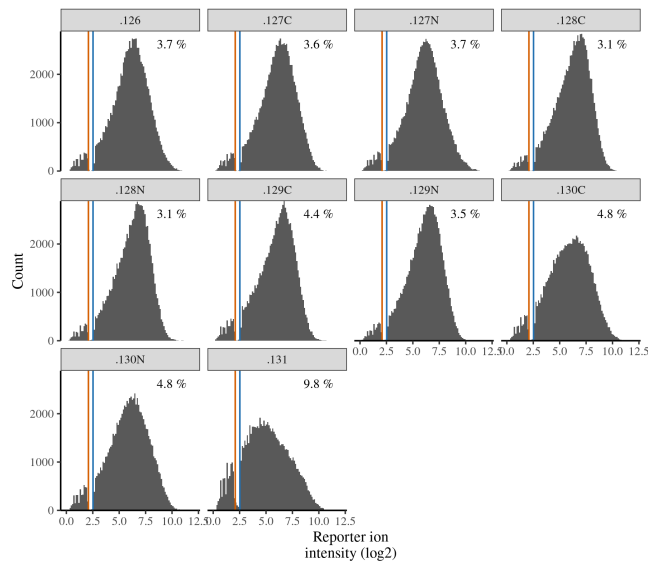 .126 .127C .127N .128C
3.7 % 3.6 % 3.7 % 3.1 %
2000
1000
0
.128N .129C .129N .130C
3.1 % 4.4 % 3.5 % 4.8 %
2000
1000
0
Count
0.0 2.5 5.0 7.5 10.0 12.5 0.0 2.5 5.0 7.5 10.0 12.5
.130N .131
4.8 % 9.8 %
2000
1000
0
0.0 2.5 5.0 7.5 10.0 12.5 0.0 2.5 5.0 7.5 10.0 12.5
Reporter ion
intensity (log2)